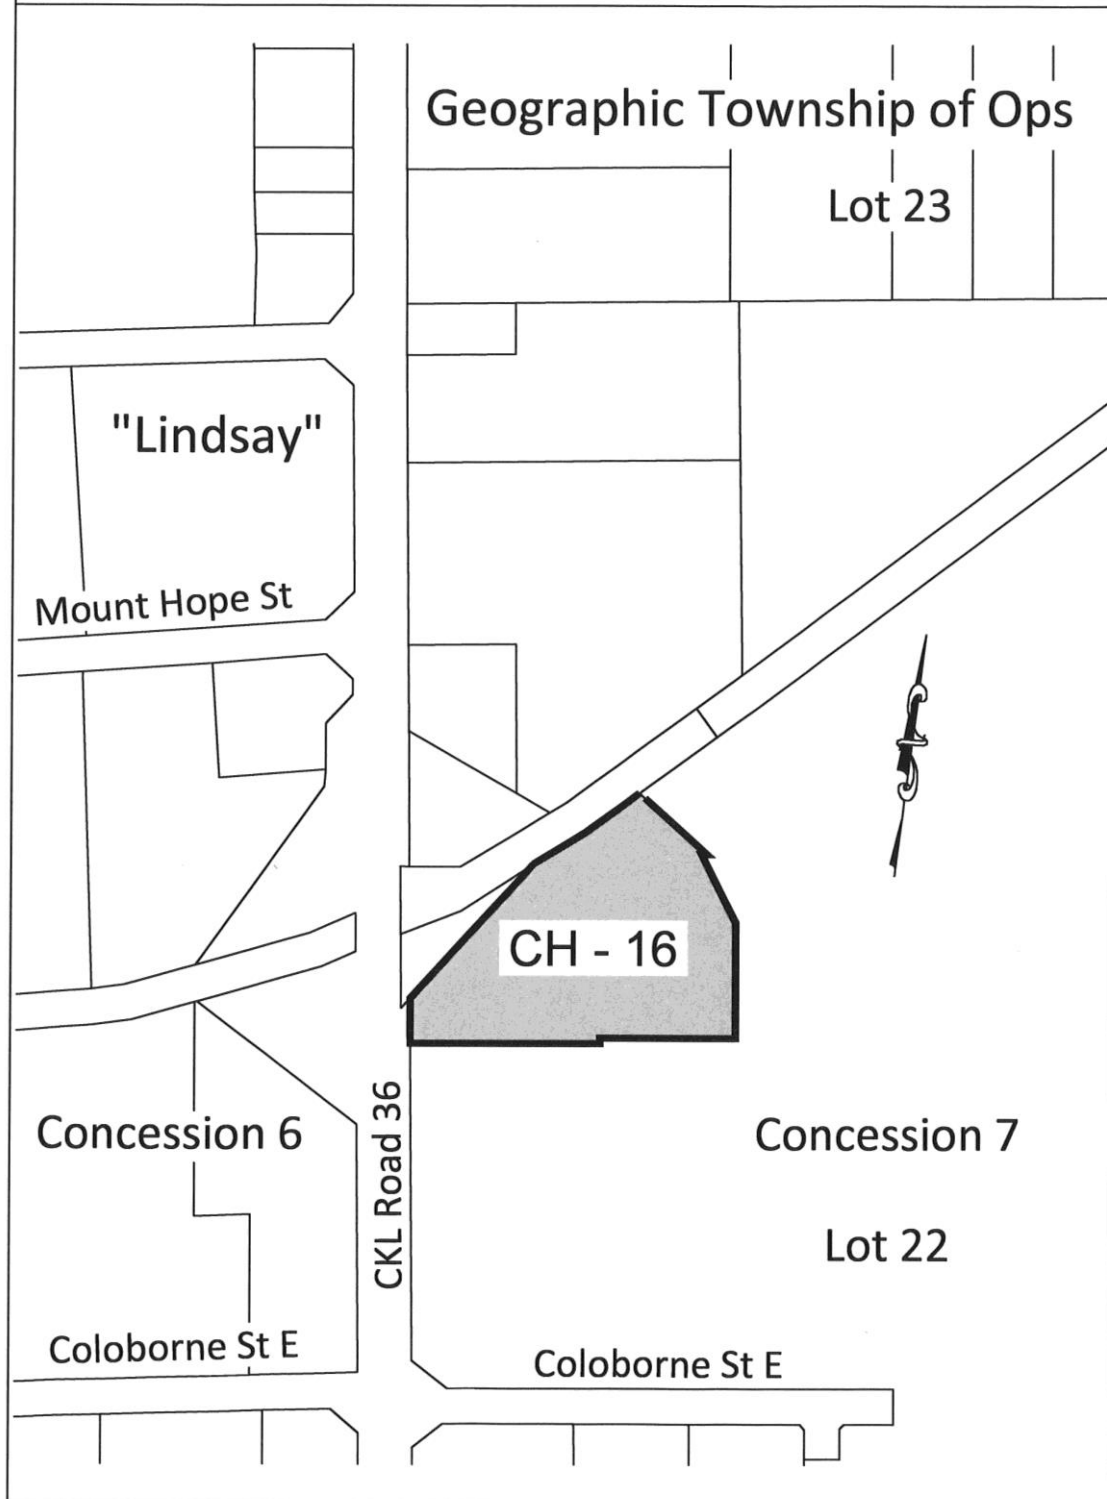 Geographic Township of Ops
Lot 23
"Lindsay"
Mount Hope St
CH - 16
Concession 6
CKL Road 36
Concession 7
Lot 22
Coloborne St E
Coloborne St E